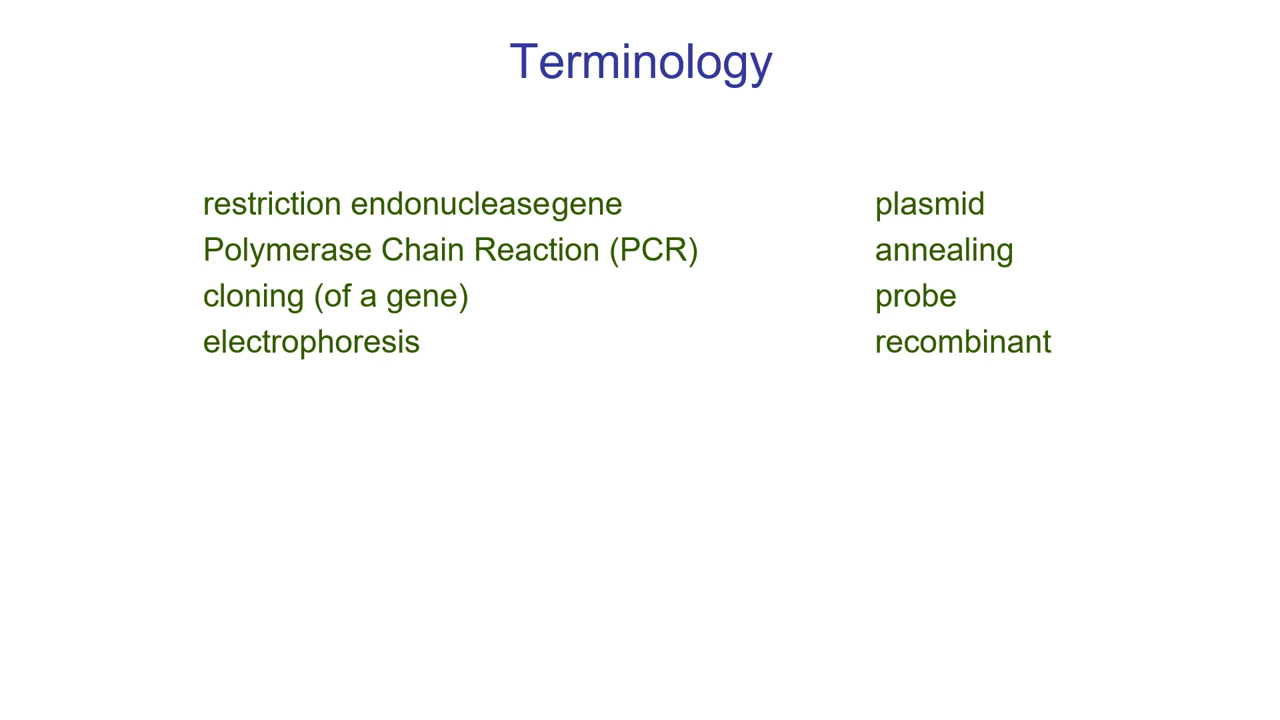 Terminology
restriction endonucleasegene
Polymerase Chain Reaction (PCR)
cloning (of a gene)
electrophoresis
plasmid
annealing
probe
recombinant